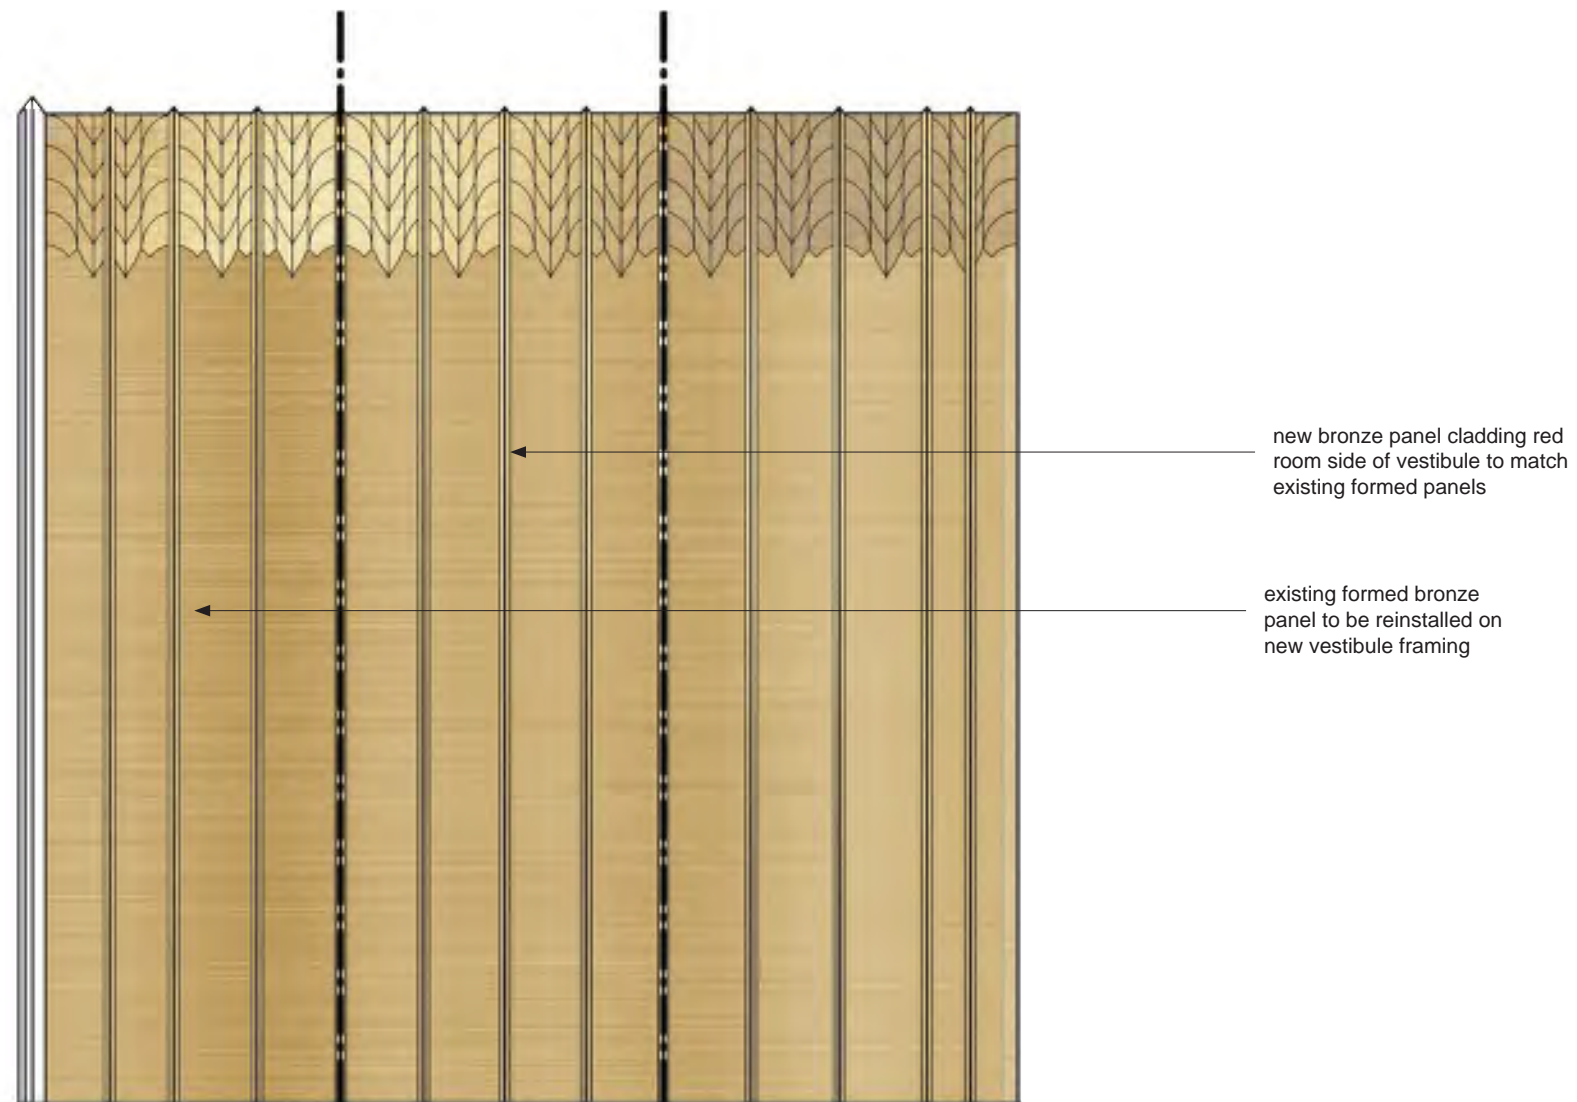 new bronze panel cladding red
room side of vestibule to match
existing formed panels
existing formed bronze
panel to be reinstalled on
new vestibule framing